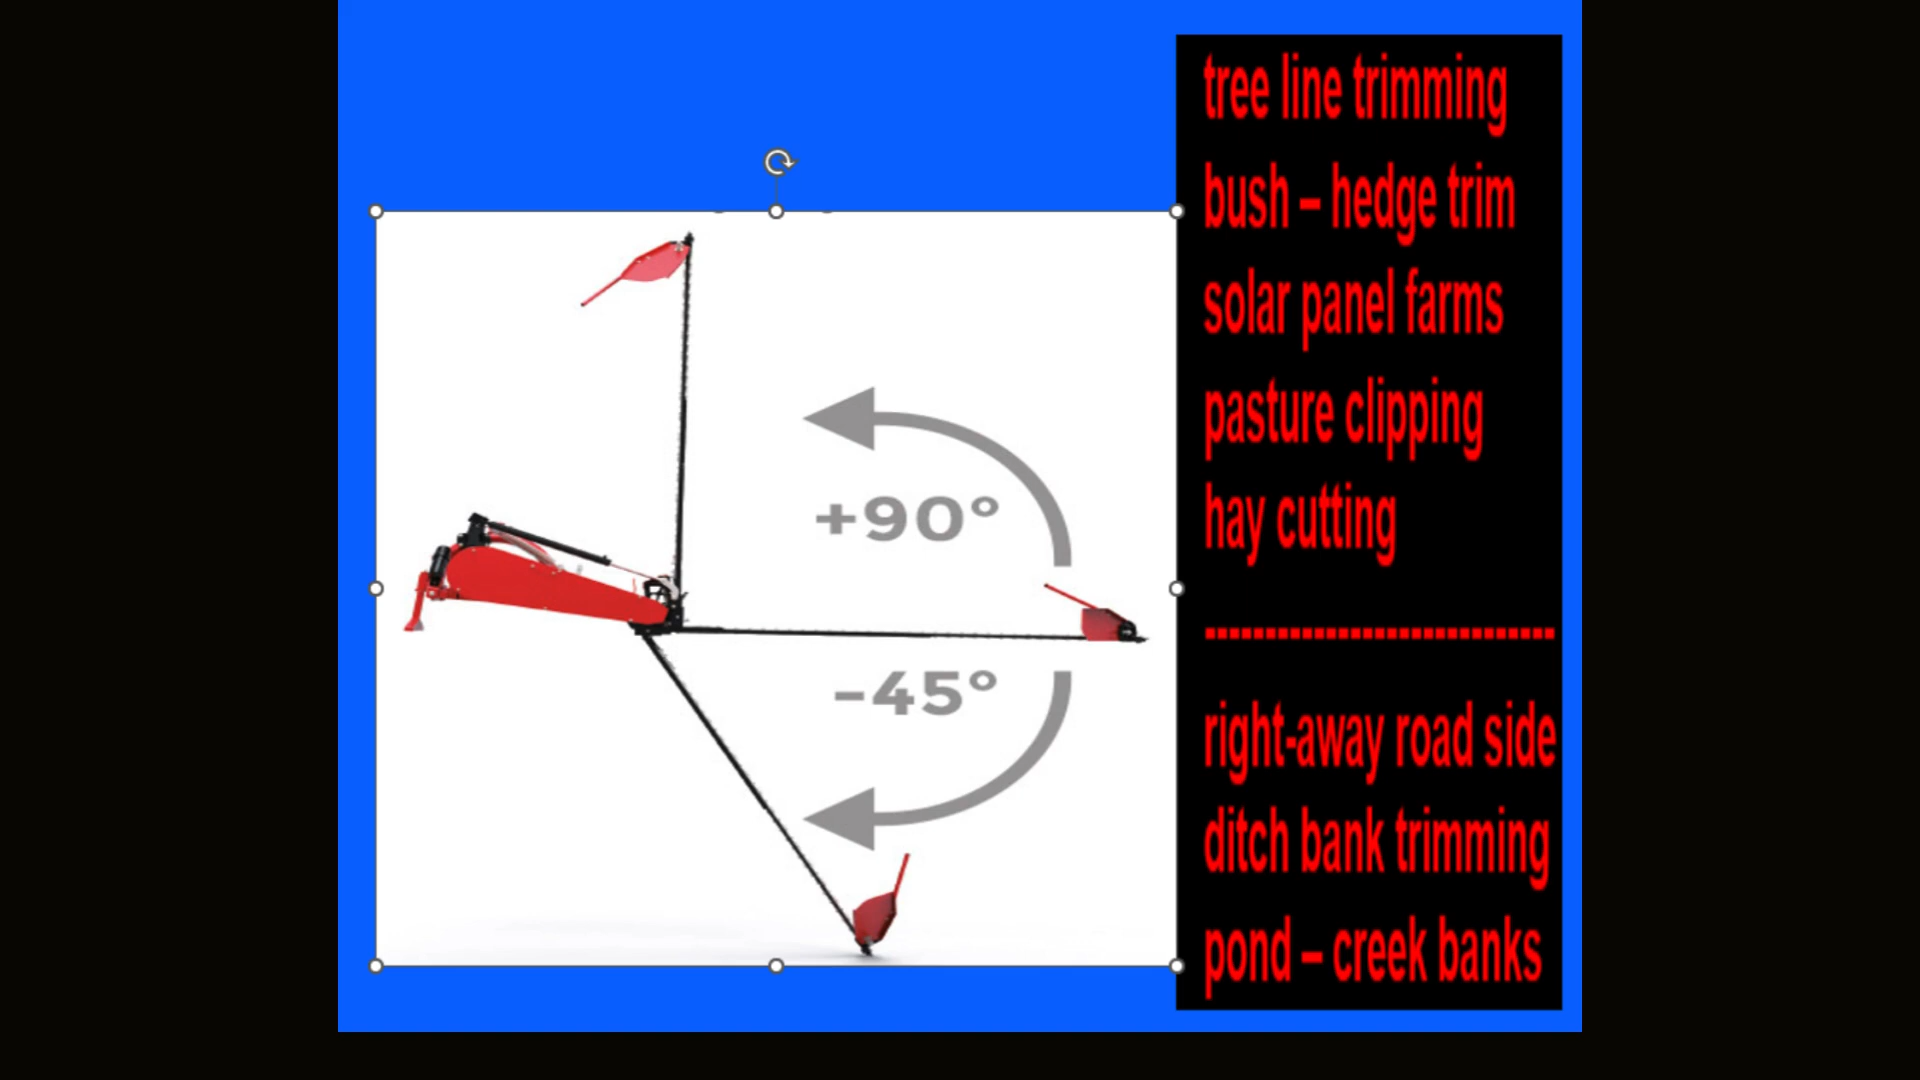 +90°
-45°
tree line trimming
bush – hedge trim
solar panel farms
pasture clipping
hay cutting
-----------------------------
right-away road side
ditch bank trimming
pond – creek banks